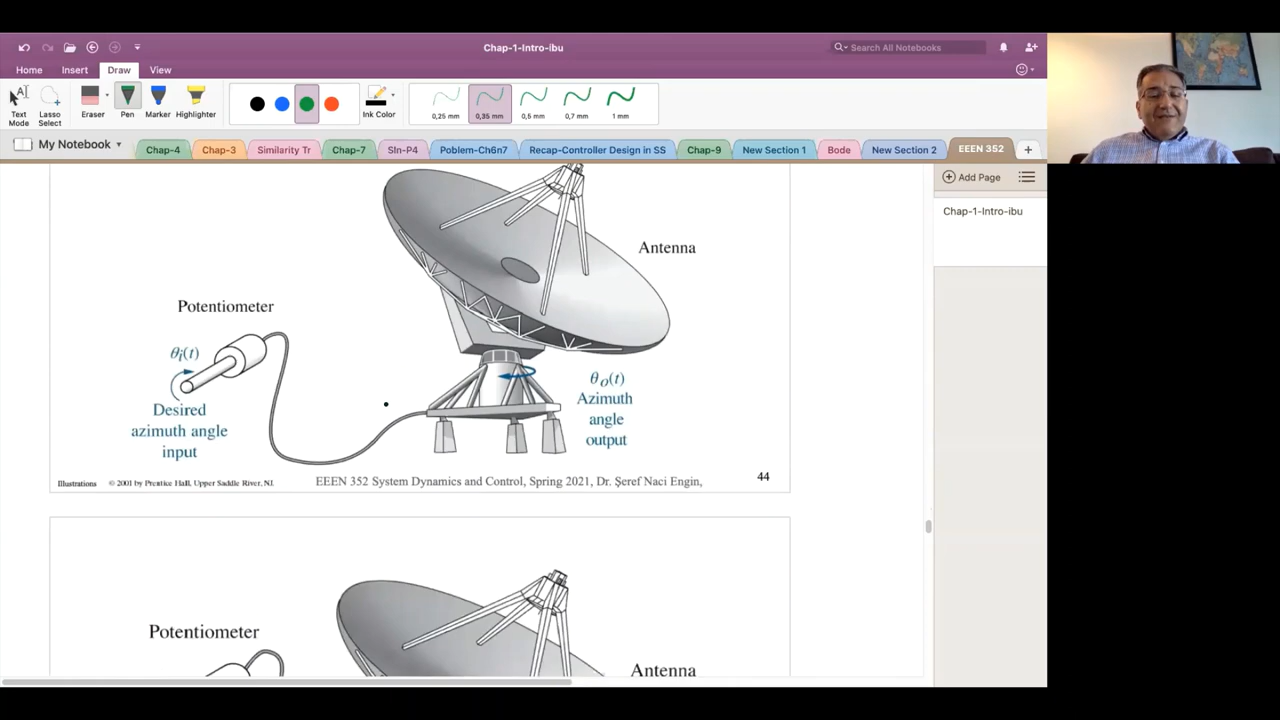 Chap-1-Intro-ibu
Search All Notebooks
Home Insert Draw View
Text Mode
Lasso Select
Eraser
Pen
Marker
Highlighter
Ink Color
0,25 mm
0,35 mm
0,5 mm
0,7 mm
1 mm
My Notebook
Chap-4 Chap-3 Similarity Tr Chap-7 SIn-P4 Poblem-Ch6n7 Recap-Controller Design in SS Chap-9 New Section 1 Bode New Section 2 EEEN 352
Add Page
Chap-1-Intro-ibu
Antenna
Potentiometer
θi(t)
Desired
azimuth angle
input
θo(t)
Azimuth
angle
output
Illustrations © 2001 by Prentice Hall, Upper Saddle River, NJ.
EEEN 352 System Dynamics and Control, Spring 2021, Dr. Şeref Naci Engin,
44
Potentiometer
Antenna